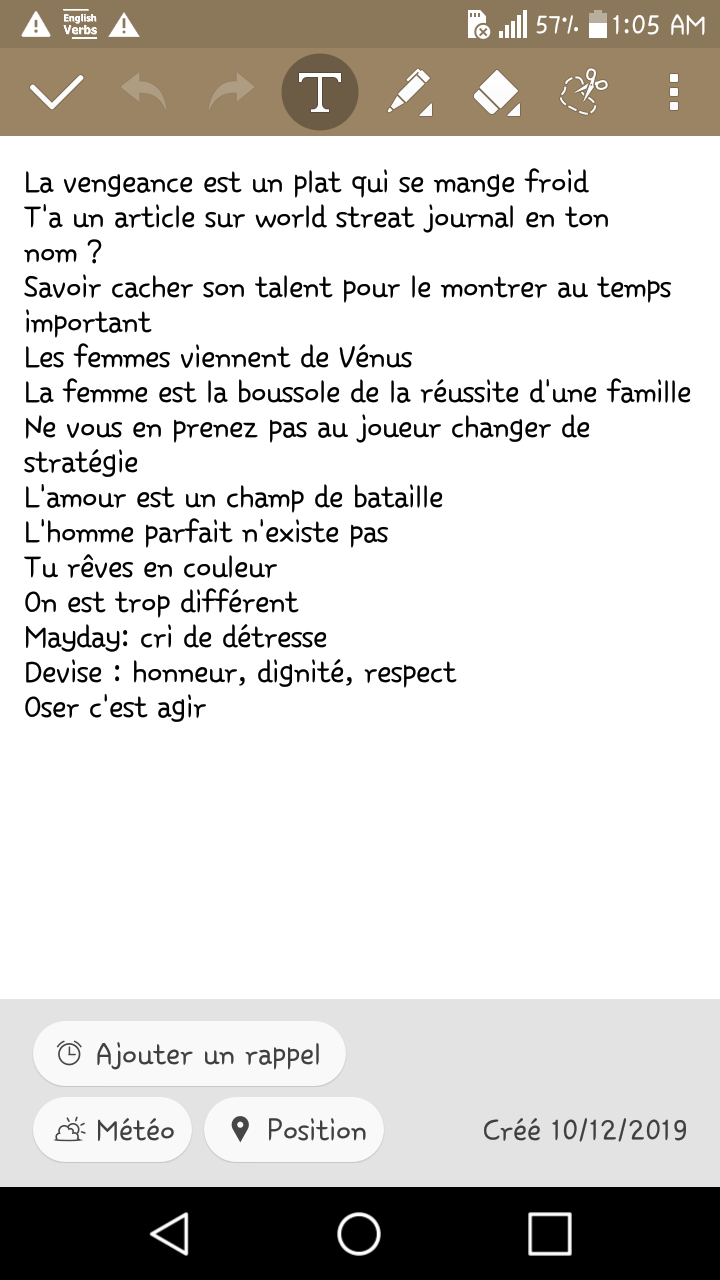 English
Verbs
57% 1:05 AM
T
La vengeance est un plat qui se mange froid
T'a un article sur world streat journal en ton
nom ?
Savoir cacher son talent pour le montrer au temps
important
Les femmes viennent de Vénus
La femme est la boussole de la réussite d'une famille
Ne vous en prenez pas au joueur changer de
stratégie
L'amour est un champ de bataille
L'homme parfait n'existe pas
Tu rêves en couleur
On est trop différent
Mayday: cri de détresse
Devise : honneur, dignité, respect
Oser c'est agir
Ajouter un rappel
Météo
Position
Créé 10/12/2019